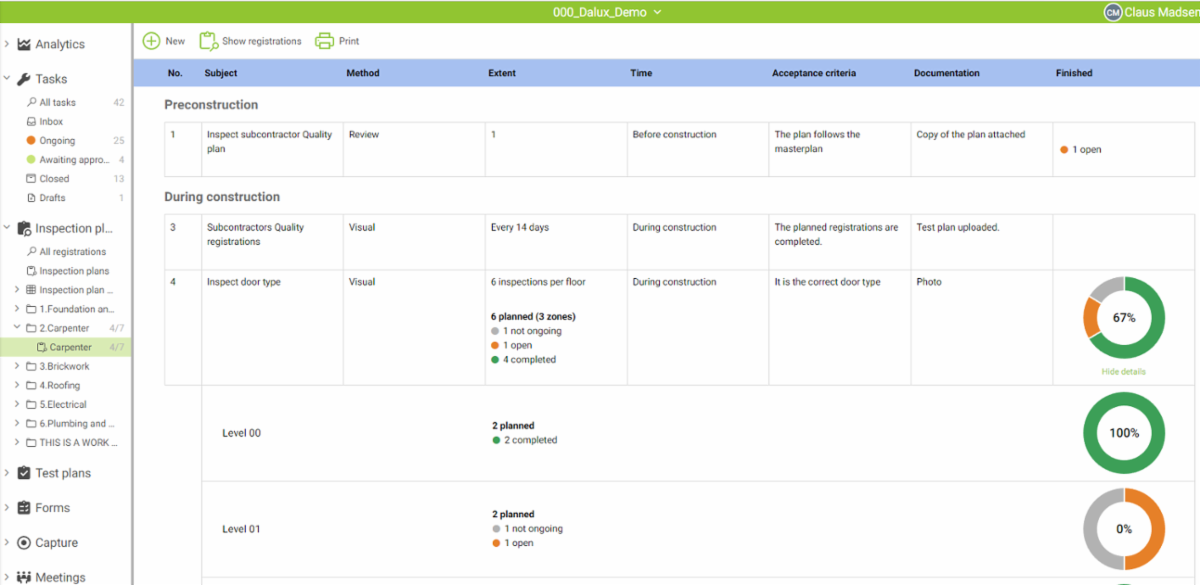 000_Dalux_Demo
CM Claus Madsen
Analytics
Tasks
All tasks 42
Inbox
Ongoing 25
Awaiting appro... 4
Closed 13
Drafts 1
Inspection pl...
All registrations
Inspection plans
Inspection plan ...
1.Foundation an...
2.Carpenter 4/7
Carpenter 4/7
3.Brickwork
4.Roofing
5.Electrical
6.Plumbing and ...
THIS IS A WORK ...
Test plans
Forms
Capture
Meetings
New Show registrations Print
No. Subject Method Extent Time Acceptance criteria Documentation Finished
Preconstruction
1 Inspect subcontractor Quality Review 1 Before construction The plan follows the Copy of the plan attached
plan masterplan
1 open
During construction
3 Subcontractors Quality Visual Every 14 days During construction The planned registrations are Test plan uploaded.
registrations completed.
4 Inspect door type Visual 6 inspections per floor During construction It is the correct door type Photo
6 planned (3 zones)
1 not ongoing
1 open
4 completed
67%
Hide details
Level 00
2 planned
2 completed
100%
Level 01
2 planned
1 not ongoing
1 open
0%